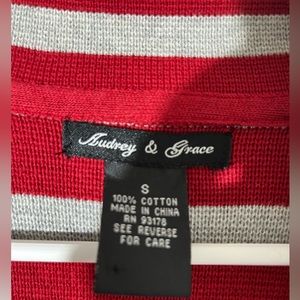 Audrey & Grace
S
100% COTTON
MADE IN CHINA
RN 93178
SEE REVERSE
FOR CARE